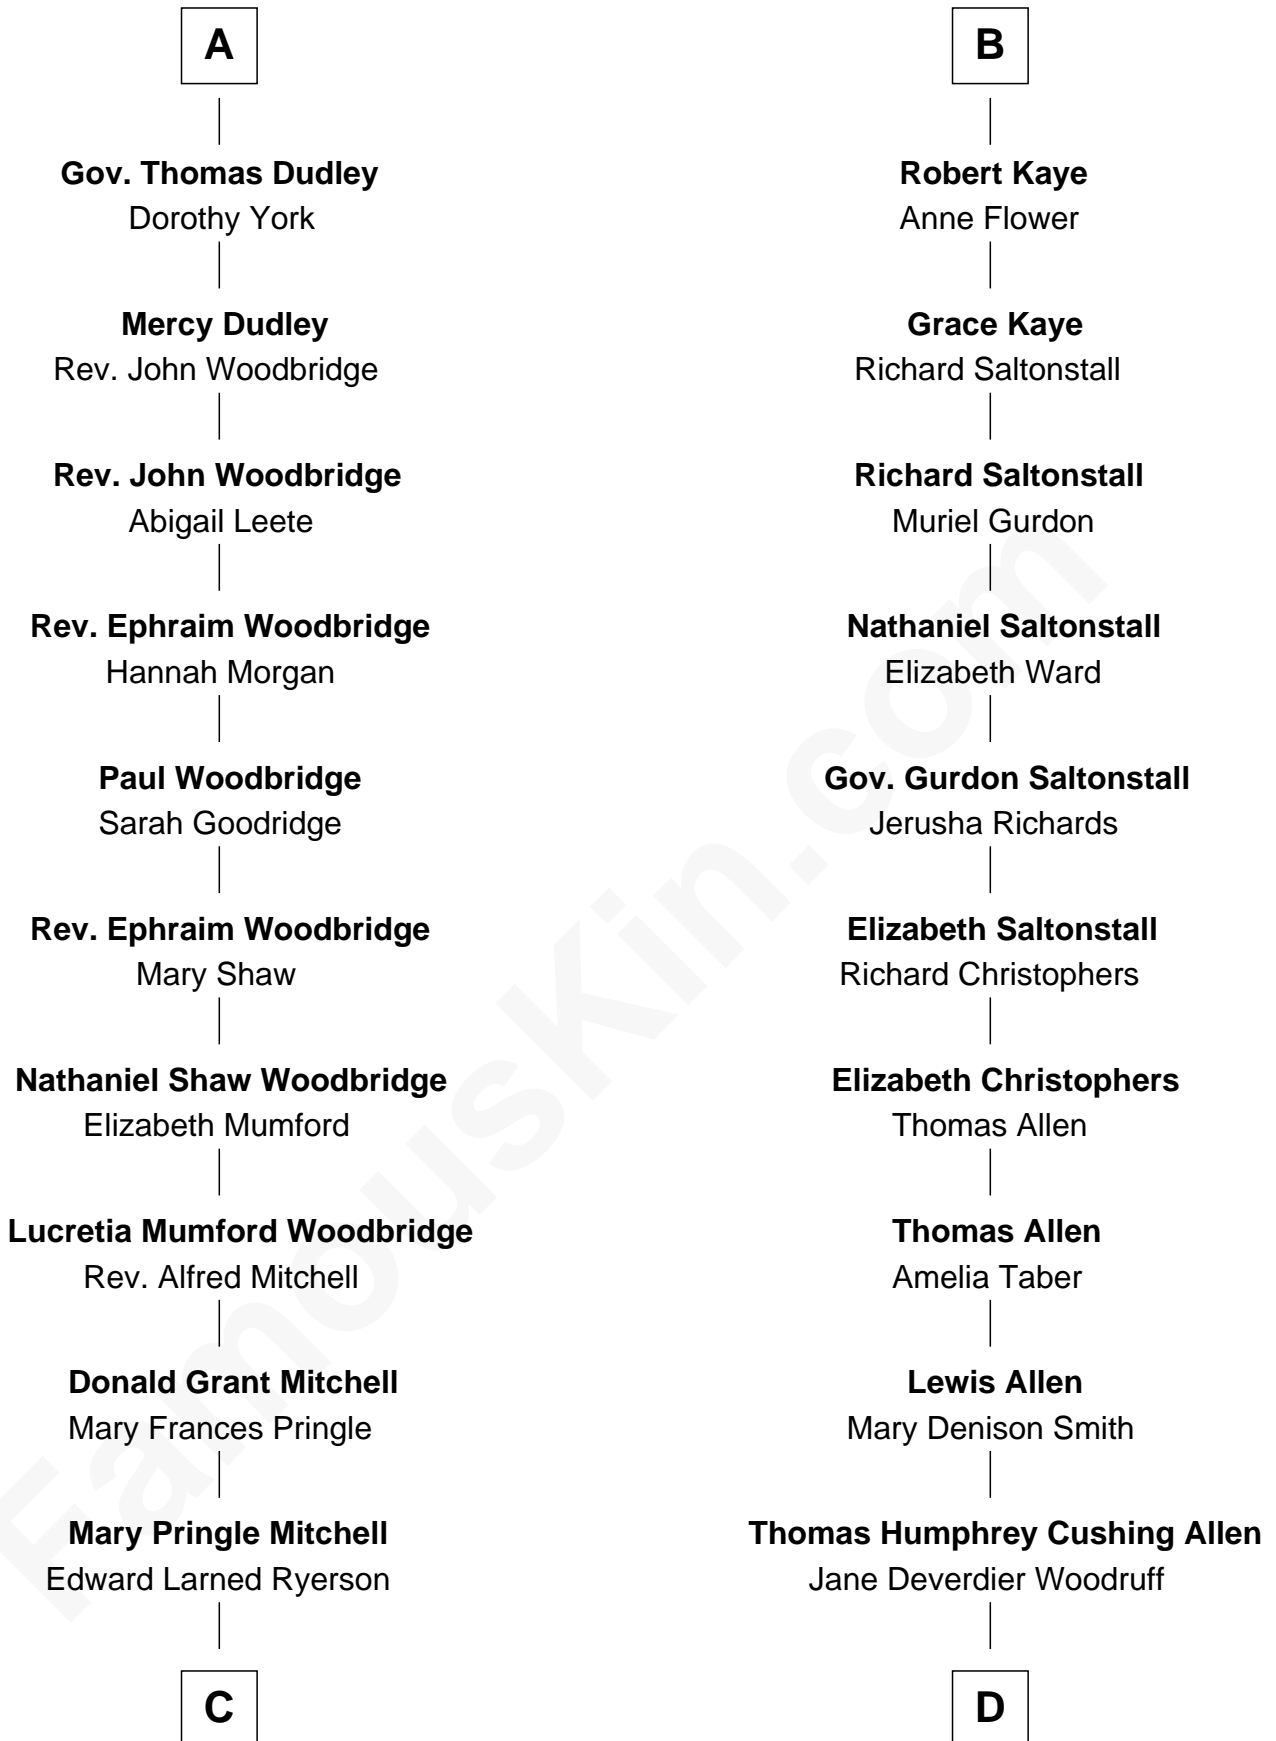 A
Gov. Thomas Dudley
Dorothy York
Mercy Dudley
Rev. John Woodbridge
Rev. John Woodbridge
Abigail Leete
Rev. Ephraim Woodbridge
Hannah Morgan
Paul Woodbridge
Sarah Goodridge
Rev. Ephraim Woodbridge
Mary Shaw
Nathaniel Shaw Woodbridge
Elizabeth Mumford
Lucretia Mumford Woodbridge
Rev. Alfred Mitchell
Donald Grant Mitchell
Mary Frances Pringle
Mary Pringle Mitchell
Edward Larned Ryerson
C
B
Robert Kaye
Anne Flower
Grace Kaye
Richard Saltonstall
Richard Saltonstall
Muriel Gurdon
Nathaniel Saltonstall
Elizabeth Ward
Gov. Gurdon Saltonstall
Jerusha Richards
Elizabeth Saltonstall
Richard Christophers
Elizabeth Christophers
Thomas Allen
Thomas Allen
Amelia Taber
Lewis Allen
Mary Denison Smith
Thomas Humphrey Cushing Allen
Jane Deverdier Woodruff
D
FamousKin.com